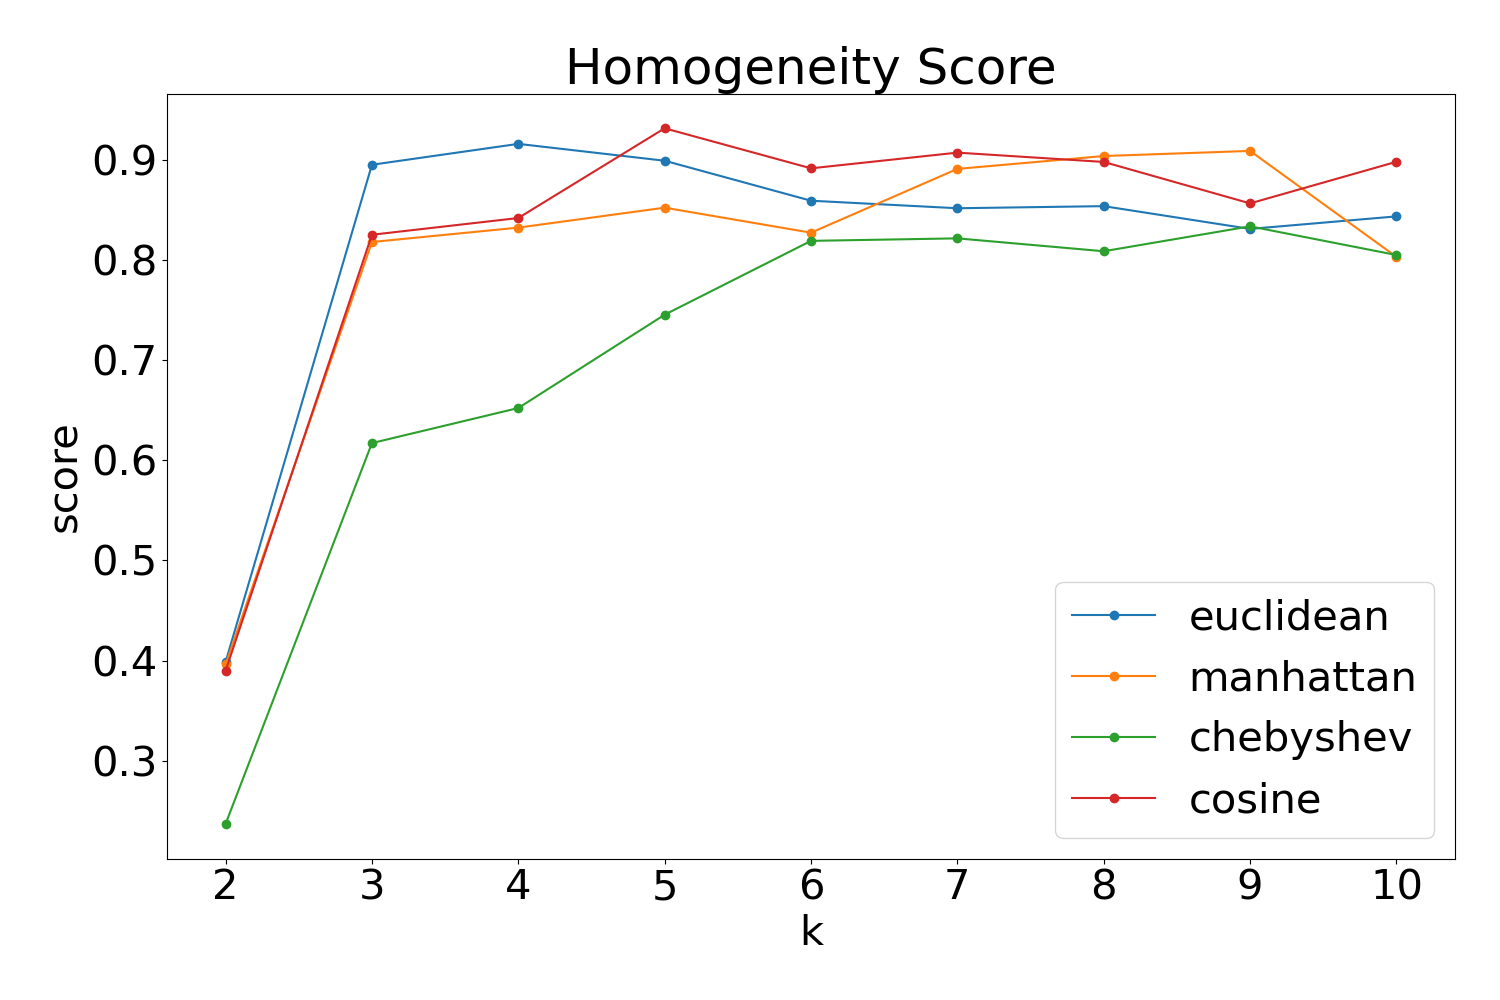 Homogeneity Score
score
0.9
0.8
0.7
0.6
0.5
0.4
0.3
2 3 4 5 6 7 8 9 10
k
euclidean
manhattan
chebyshev
cosine